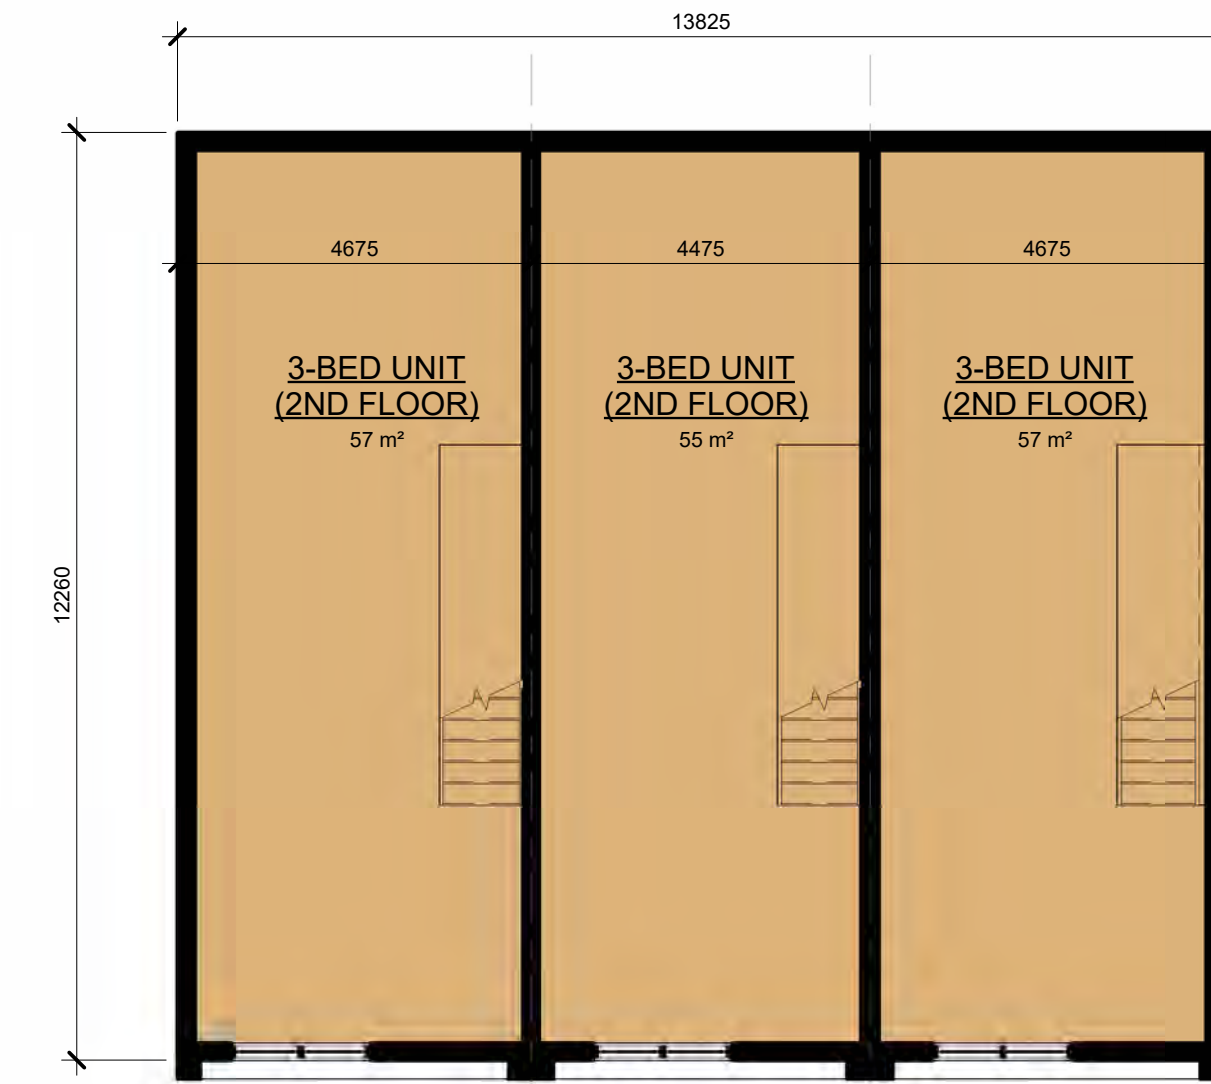 13825
4675
4475
4675
3-BED UNIT
(2ND FLOOR)
57 m²
3-BED UNIT
(2ND FLOOR)
55 m²
3-BED UNIT
(2ND FLOOR)
57 m²
12260